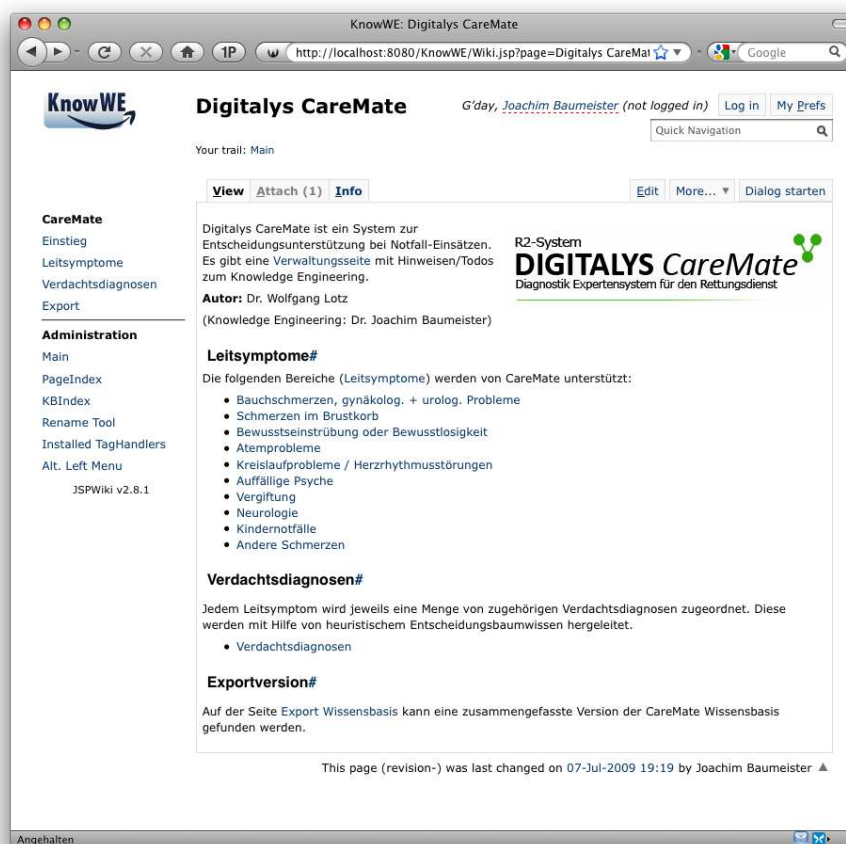 KnowWE: Digitalys CareMate
1P
http://localhost:8080/KnowWE/Wiki.jsp?page=Digitalys CareMat
Google
KnowWE
Digitalys CareMate
G'day, Joachim Baumeister (not logged in)
Log in
My Prefs
Quick Navigation
Your trail: Main
View
Attach (1)
Info
Edit
More... ▼
Dialog starten
CareMate
Einstieg
Leitsymptome
Verdachtsdiagnosen
Export
Administration
Main
PageIndex
KBIndex
Rename Tool
Installed TagHandlers
Alt. Left Menu
JSPWiki v2.8.1
Digitalys CareMate ist ein System zur
Entscheidungsunterstützung bei Notfall-Einsätzen.
Es gibt eine Verwaltungsseite mit Hinweisen/Todos
zum Knowledge Engineering.
Autor: Dr. Wolfgang Lotz
(Knowledge Engineering: Dr. Joachim Baumeister)
R2-System
DIGITALYS CareMate
Diagnostik Expertensystem für den Rettungsdienst
Leitsymptome#
Die folgenden Bereiche (Leitsymptome) werden von CareMate unterstützt:
• Bauchschmerzen, gynäkolog. + urolog. Probleme
• Schmerzen im Brustkorb
• Bewusstseinstrübung oder Bewusstlosigkeit
• Atemprobleme
• Kreislaufprobleme / Herzrhythmusstörungen
• Auffällige Psyche
• Vergiftung
• Neurologie
• Kindernotfälle
• Andere Schmerzen
Verdachtsdiagnosen#
Jedem Leitsymptom wird jeweils eine Menge von zugehörigen Verdachtsdiagnosen zugeordnet. Diese
werden mit Hilfe von heuristischem Entscheidungsbaumwissen hergeleitet.
• Verdachtsdiagnosen
Exportversion#
Auf der Seite Export Wissensbasis kann eine zusammengefasste Version der CareMate Wissensbasis
gefunden werden.
This page (revision-) was last changed on 07-Jul-2009 19:19 by Joachim Baumeister ▲
Angehalten